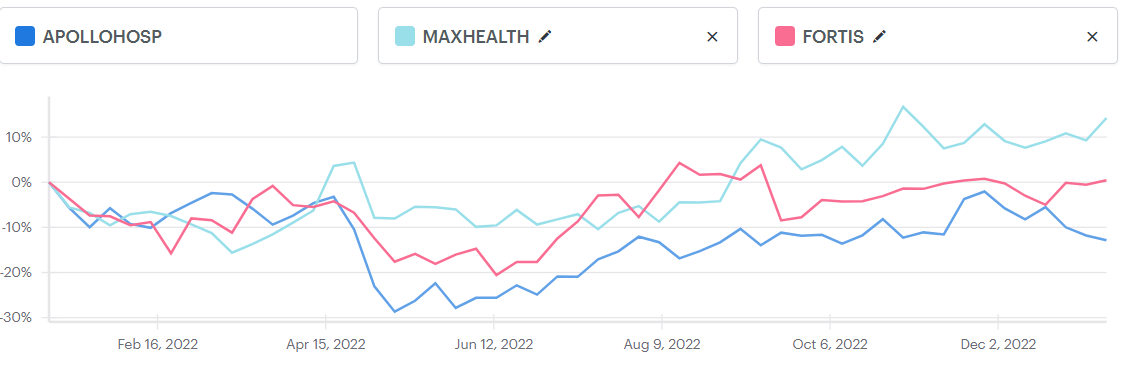 APOLLOHOSP
MAXHEALTH
FORTIS
10%
0%
-10%
-20%
-30%
Feb 16, 2022
Apr 15, 2022
Jun 12, 2022
Aug 9, 2022
Oct 6, 2022
Dec 2, 2022